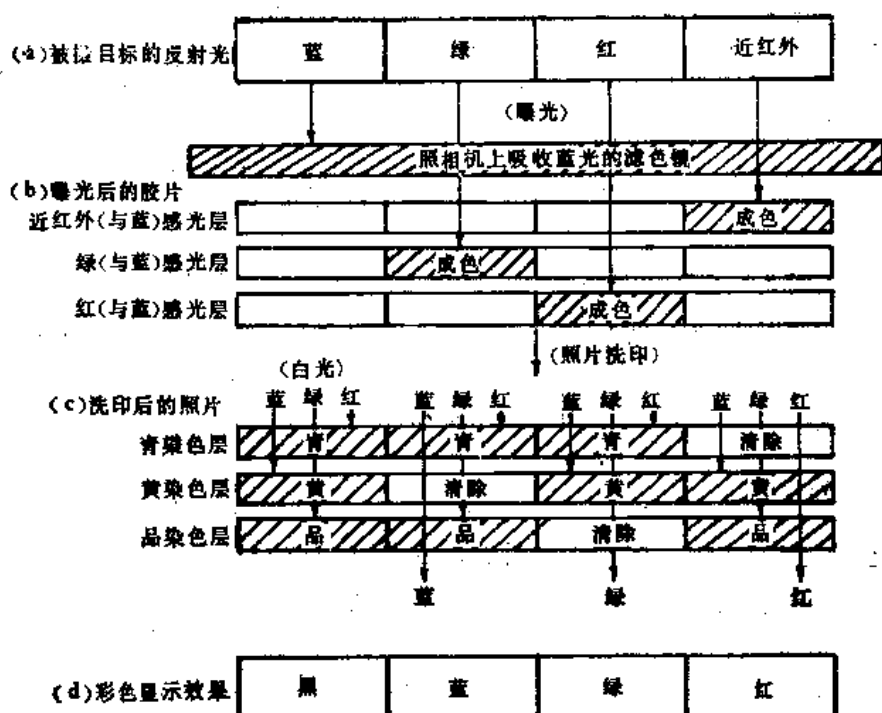 (a)被摄目标的反射光 蓝 绿 红 近红外
(曝光)
照相机上吸收蓝光的滤色镜
(b)曝光后的胶片
近红外(与蓝)感光层 成色
绿(与蓝)感光层 成色
红(与蓝)感光层 成色
(照片洗印)
(白光)
(c)洗印后的照片 蓝 绿 红 蓝 绿 红 蓝 绿 红 蓝 绿 红
青染色层 青 青 青 清除
黄染色层 黄 清除 黄 黄
品染色层 品 品 清除 品
蓝 绿 红
(d)彩色显示效果 黑 蓝 绿 红